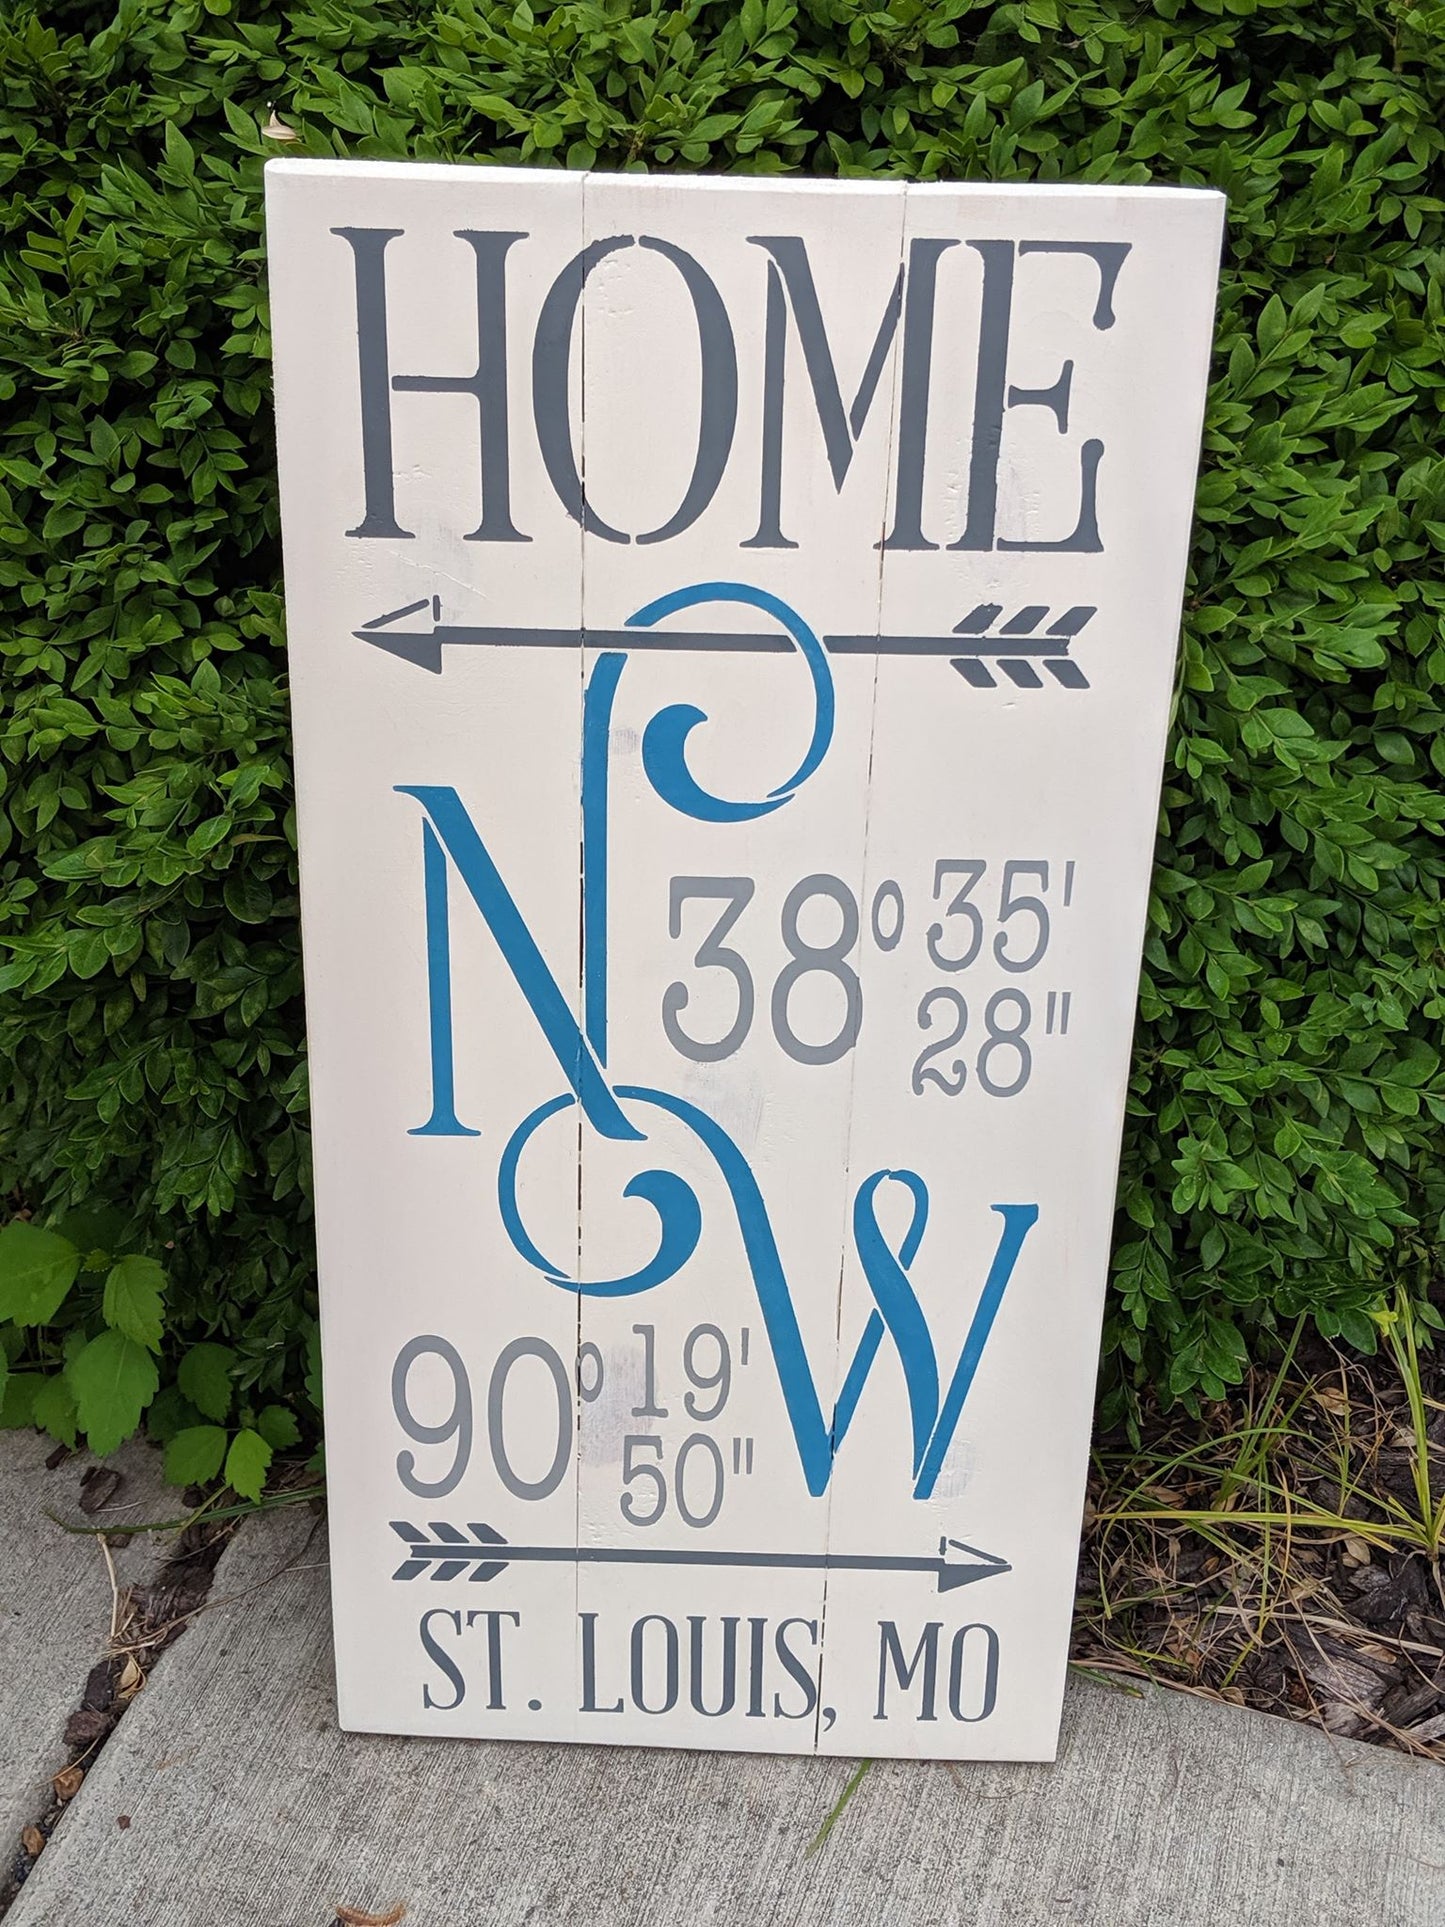 HOME
N 38° 35' 28"
W 90° 19' 50"
ST. LOUIS, MO